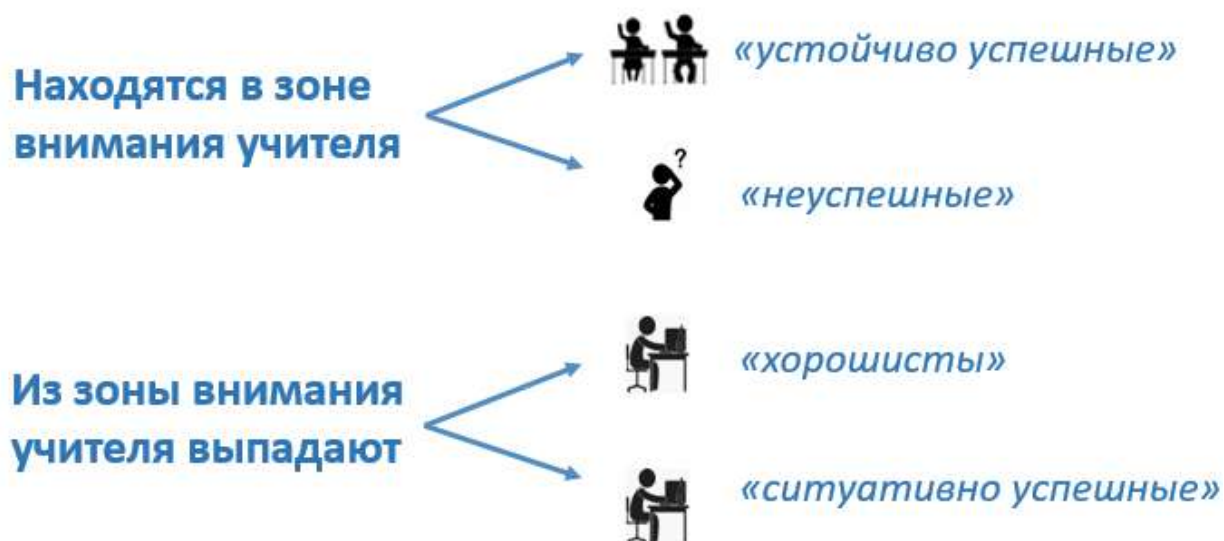 Находятся в зоне
внимания учителя
«устойчиво успешные»
?
«неуспешные»
Из зоны внимания
учителя выпадают
«хорошисты»
«ситуативно успешные»